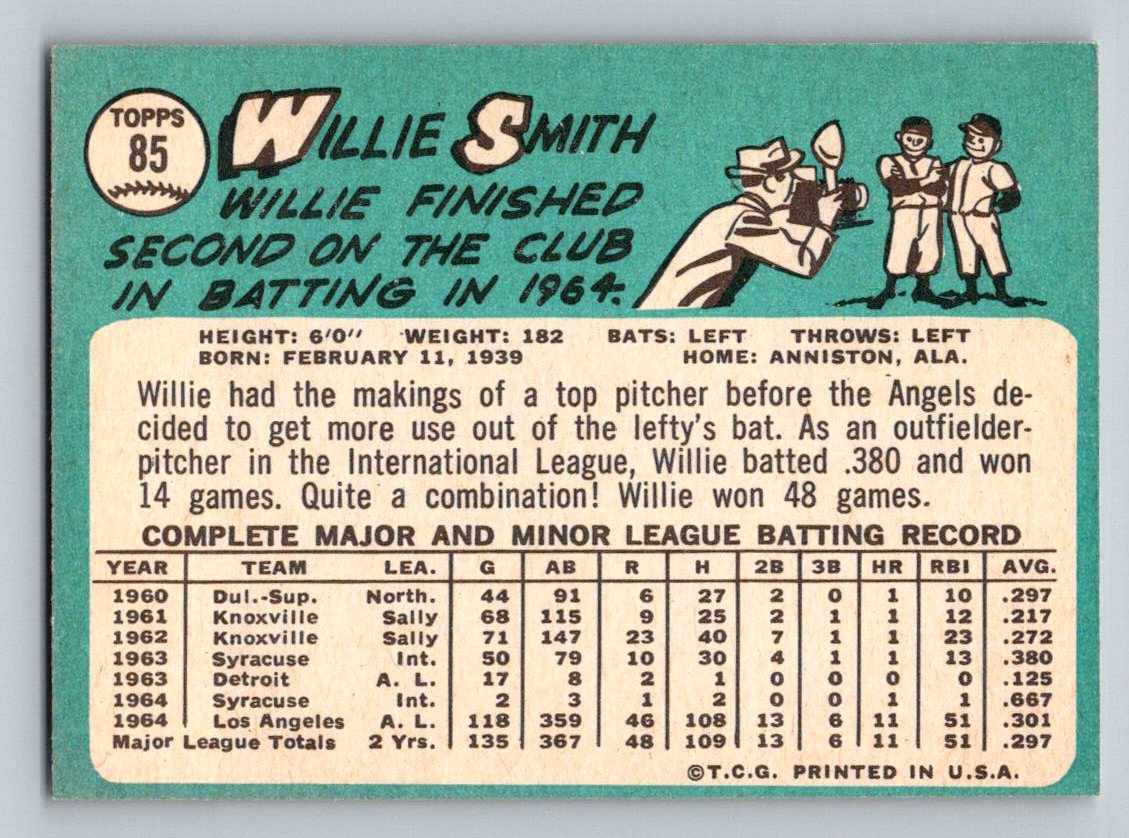 TOPPS
85
WILLIE SMITH
WILLIE FINISHED
SECOND ON THE CLUB
IN BATTING IN 1964.
HEIGHT: 6'0" WEIGHT: 182 BATS: LEFT THROWS: LEFT
BORN: FEBRUARY 11, 1939 HOME: ANNISTON, ALA.
Willie had the makings of a top pitcher before the Angels de-
cided to get more use out of the lefty's bat. As an outfielder-
pitcher in the International League, Willie batted .380 and won
14 games. Quite a combination! Willie won 48 games.
COMPLETE MAJOR AND MINOR LEAGUE BATTING RECORD
YEAR TEAM LEA. G AB R H 2B 3B HR RBI AVG.
1960 Dul.-Sup. North. 44 91 6 27 2 0 1 10 .297
1961 Knoxville Sally 68 115 9 25 2 1 1 12 .217
1962 Knoxville Sally 71 147 23 40 7 1 1 23 .272
1963 Syracuse Int. 50 79 10 30 4 1 1 13 .380
1963 Detroit A. L. 17 8 2 1 0 0 0 0 .125
1964 Syracuse Int. 2 3 1 2 0 0 1 1 .667
1964 Los Angeles A. L. 118 359 46 108 13 6 11 51 .301
Major League Totals 2 Yrs. 135 367 48 109 13 6 11 51 .297
©T.C.G. PRINTED IN U.S.A.